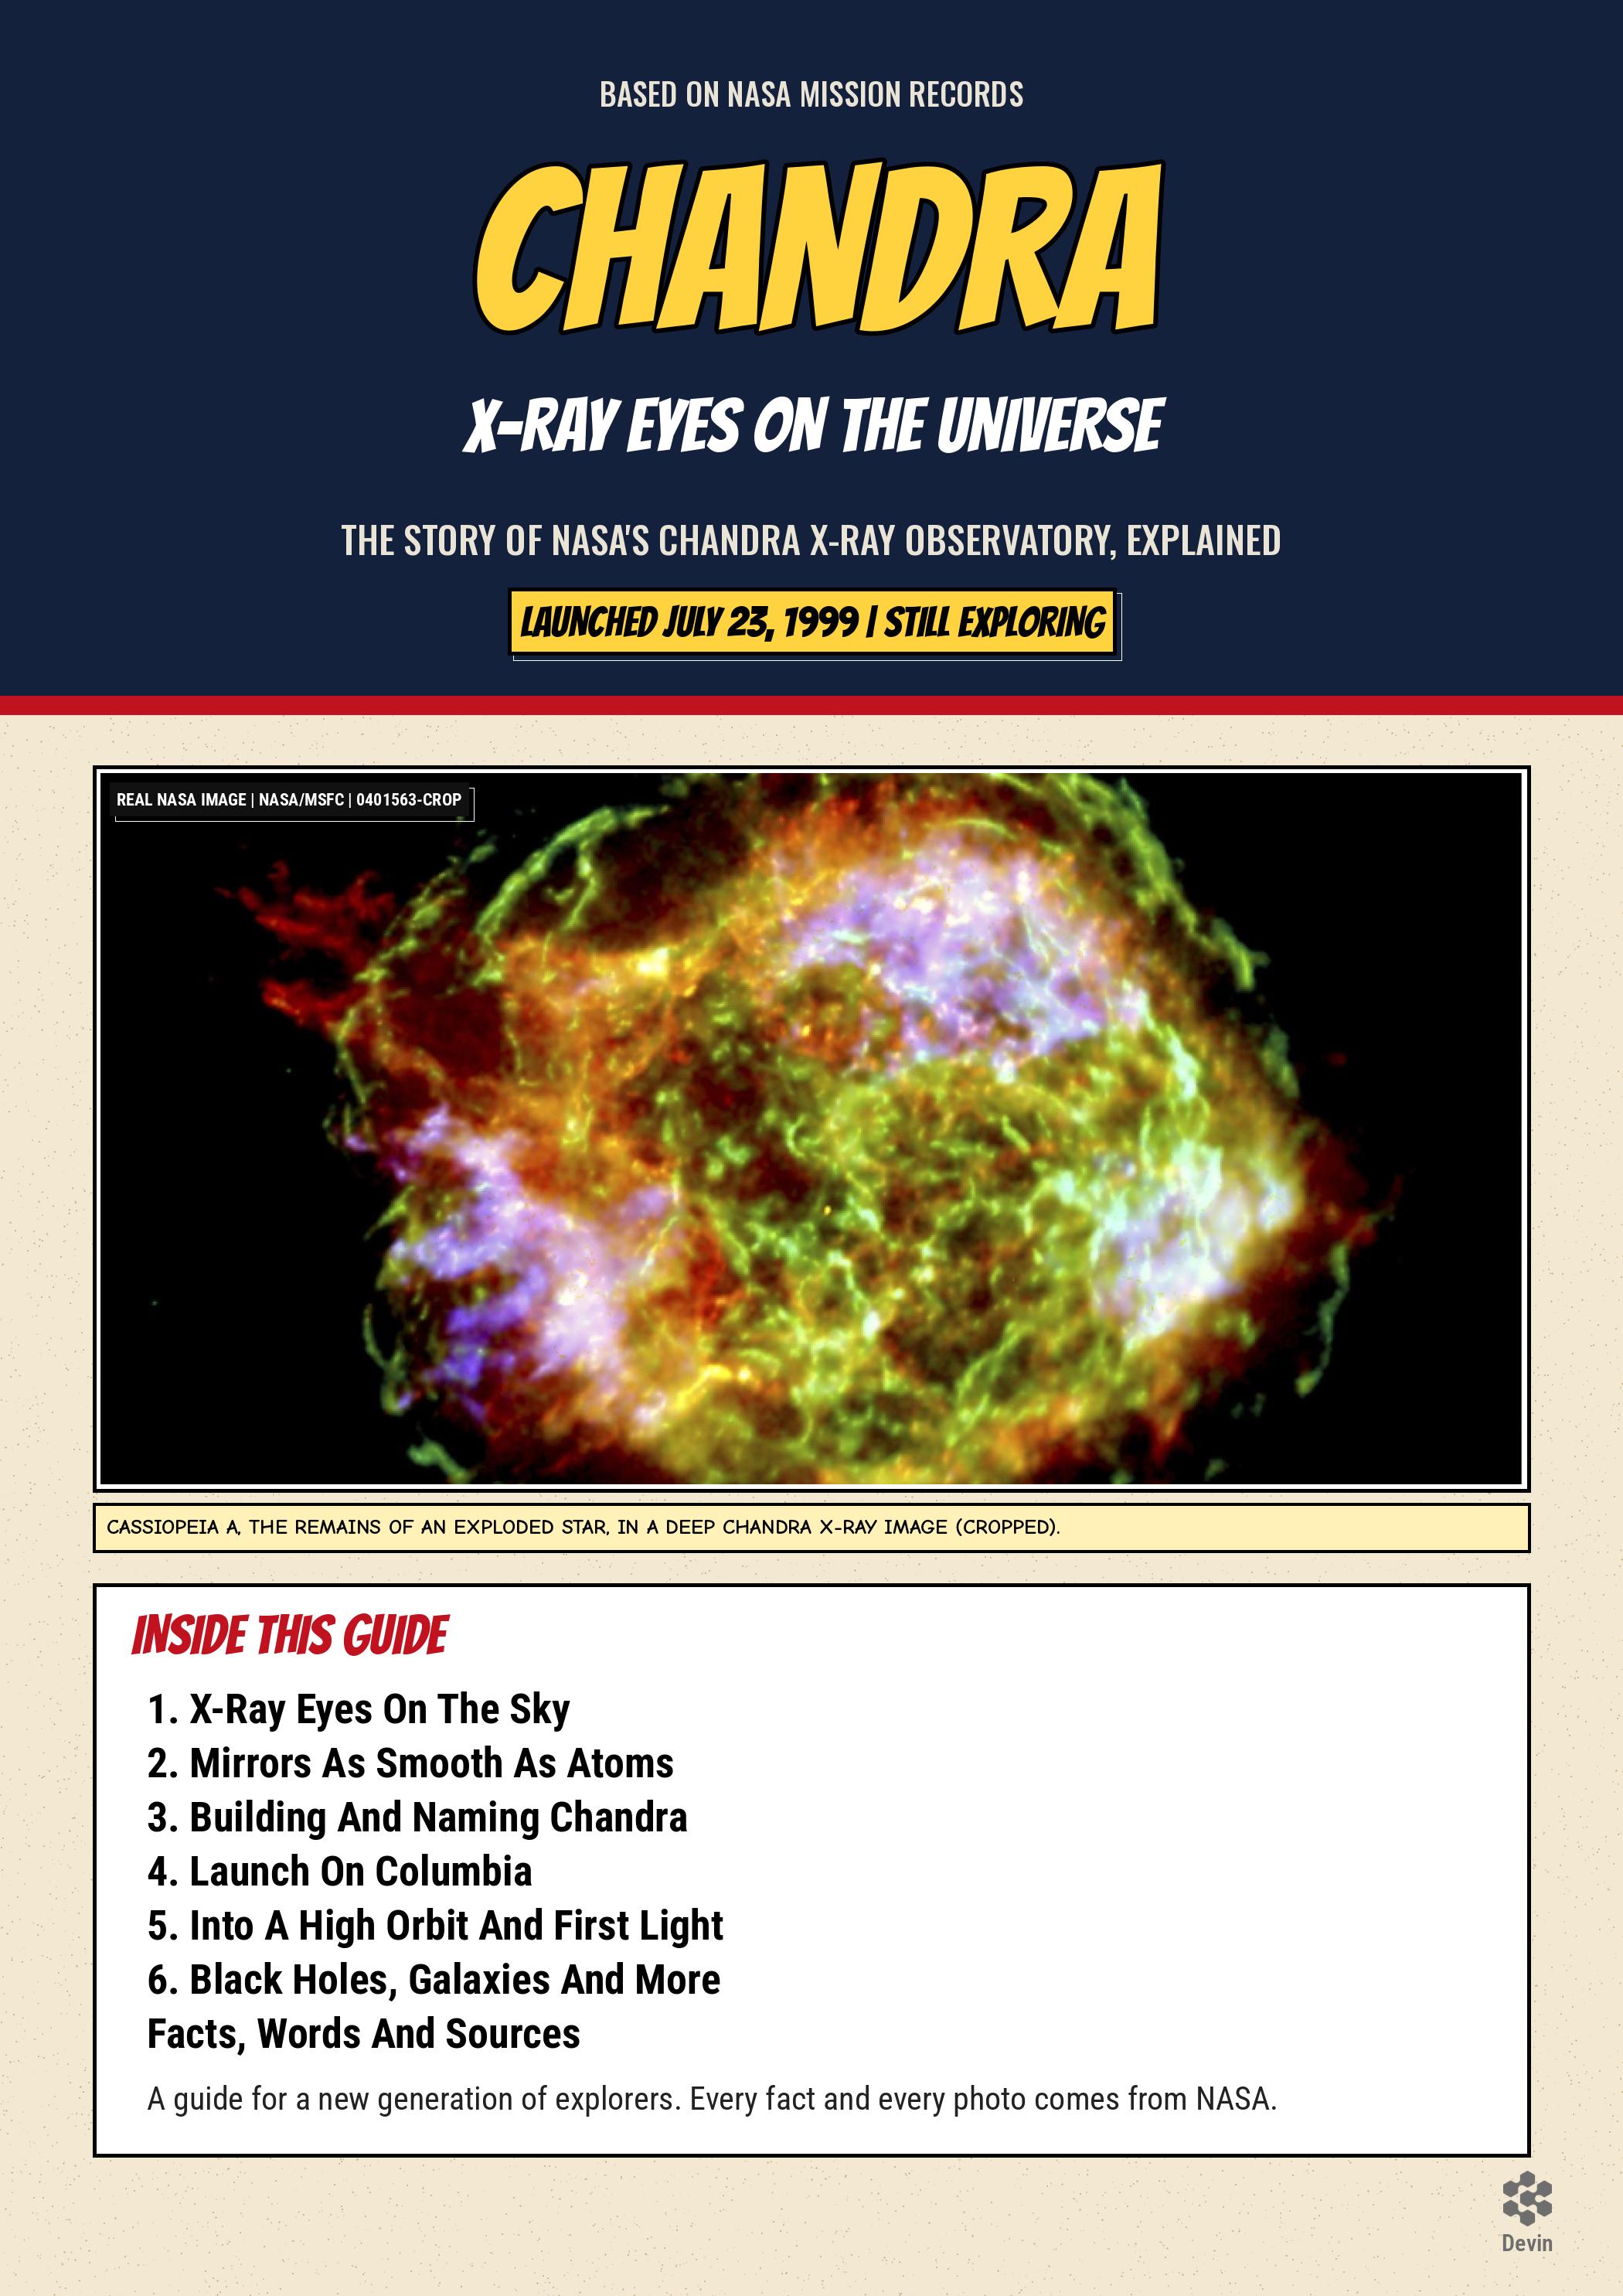 BASED ON NASA MISSION RECORDS
CHANDRA
X-RAY EYES ON THE UNIVERSE
THE STORY OF NASA'S CHANDRA X-RAY OBSERVATORY, EXPLAINED
LAUNCHED JULY 23, 1999 | STILL EXPLORING
REAL NASA IMAGE | NASA/MSFC | 0401563-CROP
CASSIOPEIA A, THE REMAINS OF AN EXPLODED STAR, IN A DEEP CHANDRA X-RAY IMAGE (CROPPED).
INSIDE THIS GUIDE
1. X-Ray Eyes On The Sky
2. Mirrors As Smooth As Atoms
3. Building And Naming Chandra
4. Launch On Columbia
5. Into A High Orbit And First Light
6. Black Holes, Galaxies And More
Facts, Words And Sources
A guide for a new generation of explorers. Every fact and every photo comes from NASA.
Devin